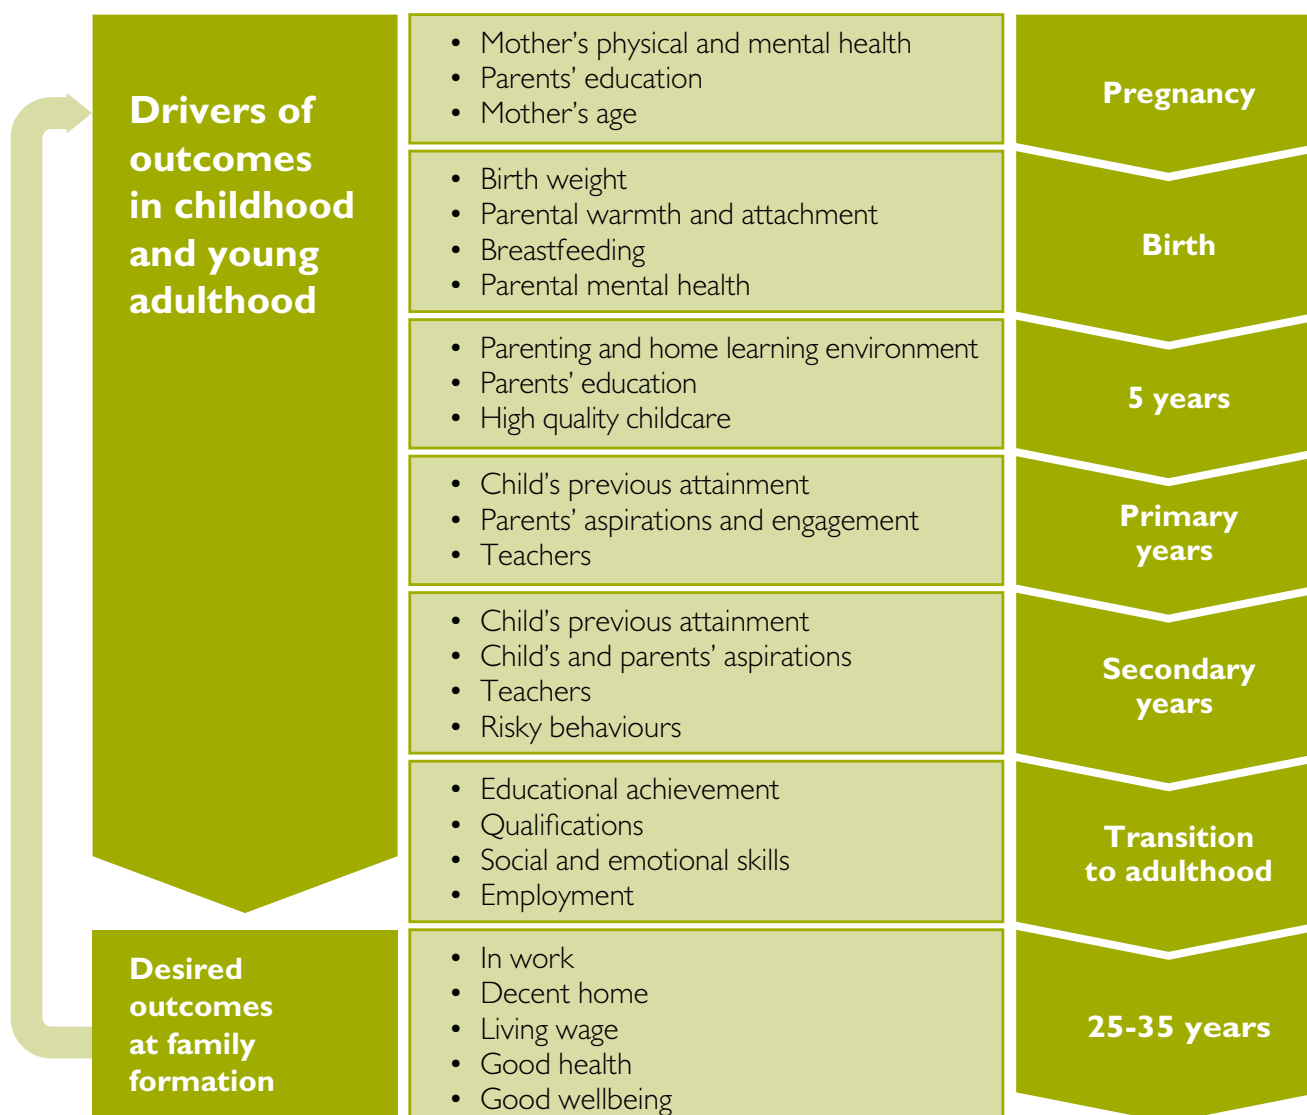 Drivers of
outcomes
in childhood
and young
adulthood
• Mother’s physical and mental health
• Parents’ education
• Mother’s age
Pregnancy
• Birth weight
• Parental warmth and attachment
• Breastfeeding
• Parental mental health
Birth
• Parenting and home learning environment
• Parents’ education
• High quality childcare
5 years
• Child’s previous attainment
• Parents’ aspirations and engagement
• Teachers
Primary
years
• Child’s previous attainment
• Child’s and parents’ aspirations
• Teachers
• Risky behaviours
Secondary
years
• Educational achievement
• Qualifications
• Social and emotional skills
• Employment
Transition
to adulthood
Desired
outcomes
at family
formation
• In work
• Decent home
• Living wage
• Good health
• Good wellbeing
25-35 years